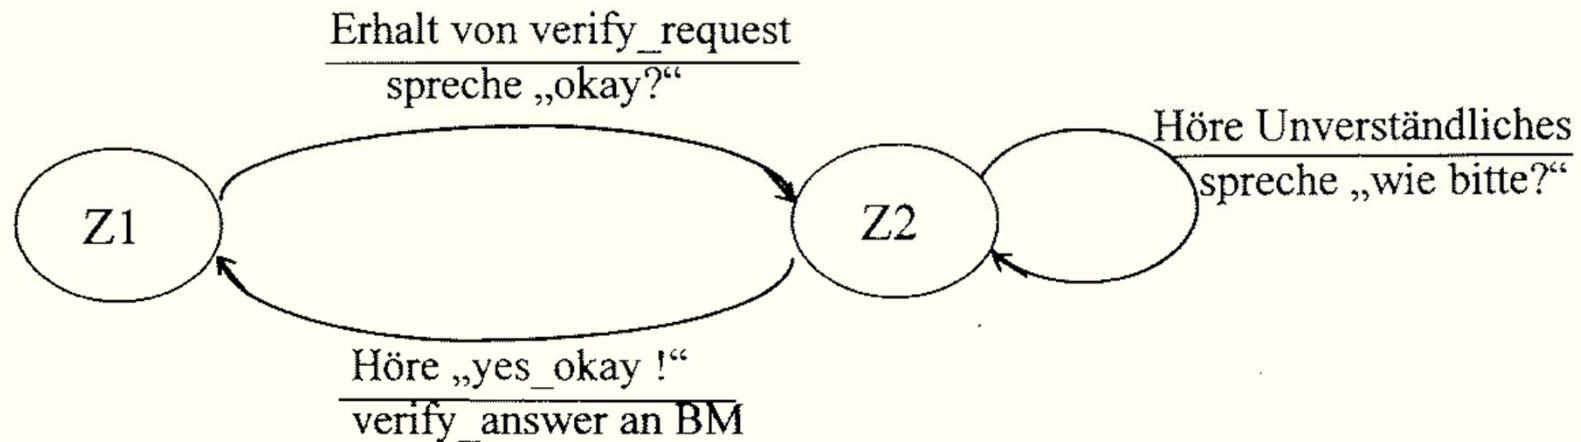 Erhalt von verify_request
spreche „okay?“
Höre Unverständliches
spreche „wie bitte?“
Z1
Z2
Höre „yes_okay !“
verify_answer an BM